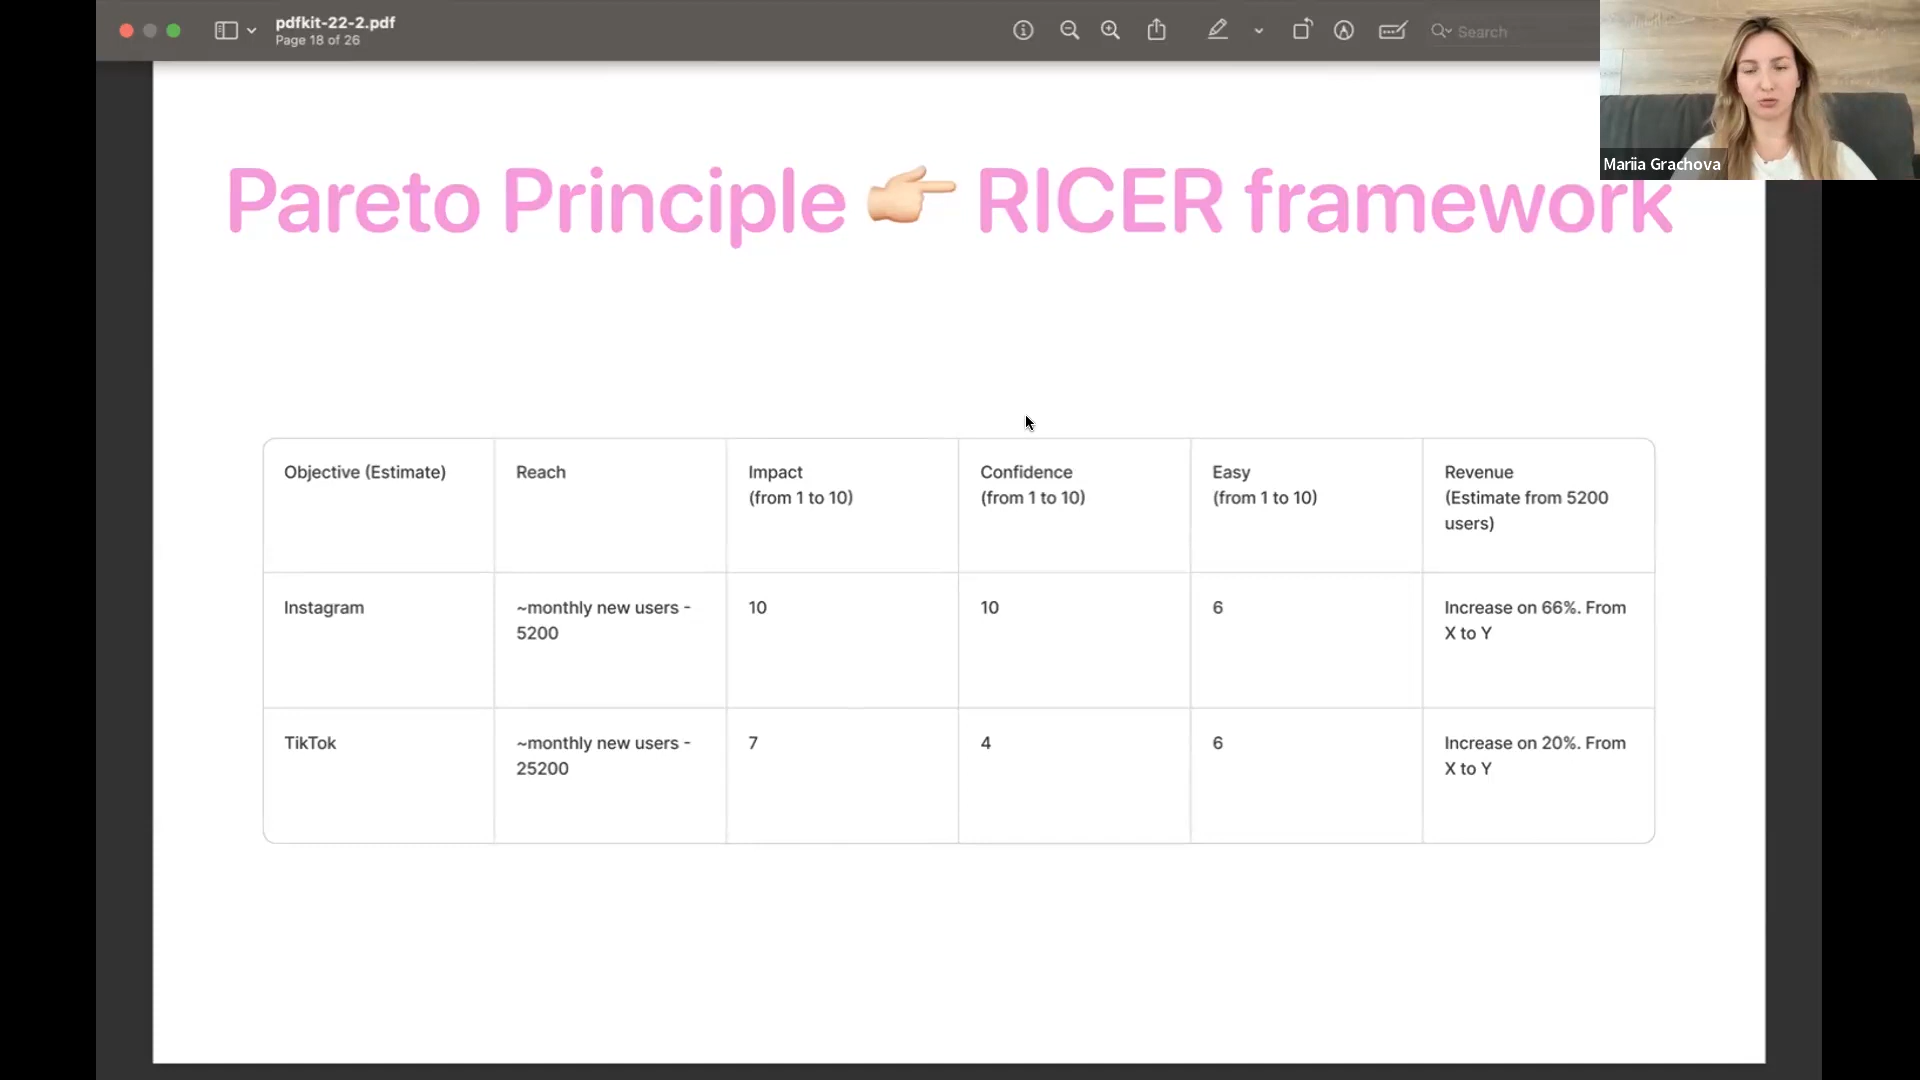 pdfkit-22-2.pdf
Page 18 of 26
Search
Mariia Grachova
Pareto Principle 👉🏻 RICER framework
Objective (Estimate)
Reach
Impact
(from 1 to 10)
Confidence
(from 1 to 10)
Easy
(from 1 to 10)
Revenue
(Estimate from 5200
users)
Instagram
~monthly new users -
5200
10
10
6
Increase on 66%. From
X to Y
TikTok
~monthly new users -
25200
7
4
6
Increase on 20%. From
X to Y